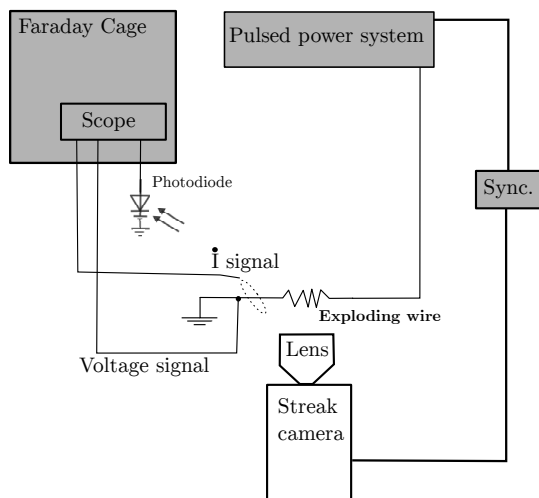 Faraday Cage
Pulsed power system
Scope
Photodiode
Sync.
İ signal
Exploding wire
Lens
Voltage signal
Streak
camera